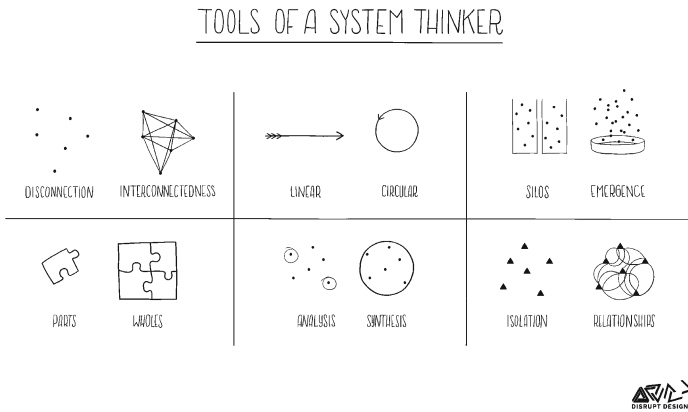 TOOLS OF A SYSTEM THINKER
DISCONNECTION INTERCONNECTEDNESS
LINEAR CIRCULAR
SILOS EMERGENCE
PARTS WHOLES
ANALYSIS SYNTHESIS
ISOLATION RELATIONSHIPS
DISRUPT DESIGN